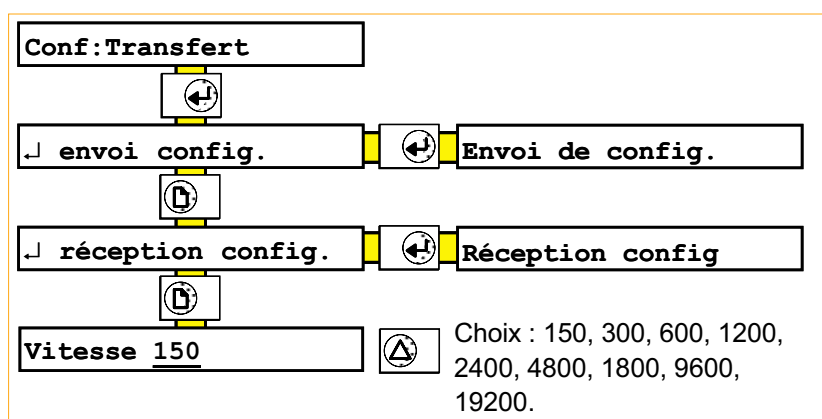 Conf:Transfert
↵ envoi config.
Envoi de config.
↵ réception config.
Réception config
Vitesse 150
Choix : 150, 300, 600, 1200,
2400, 4800, 1800, 9600,
19200.